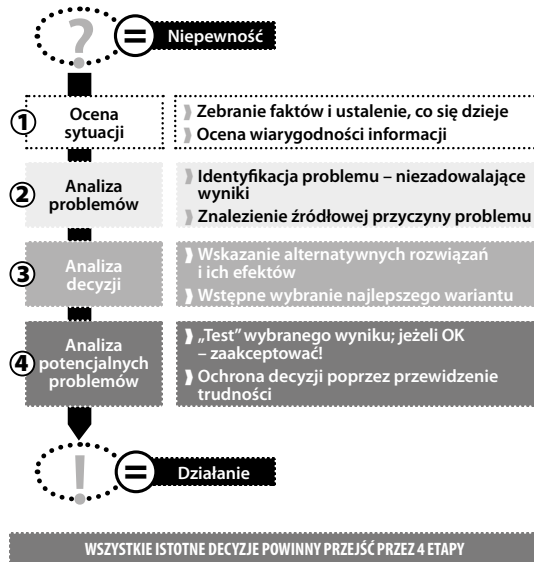 ?
= Niepewność
1 Ocena
sytuacji
Zebranie faktów i ustalenie, co się dzieje
Ocena wiarygodności informacji
2 Analiza
problemów
Identyfikacja problemu – niezadowalające
wyniki
Znalezienie źródłowej przyczyny problemu
3 Analiza
decyzji
Wskazanie alternatywnych rozwiązań
i ich efektów
Wstępne wybranie najlepszego wariantu
4 Analiza
potencjalnych
problemów
„Test” wybranego wyniku; jeżeli OK
– zaakceptować!
Ochrona decyzji poprzez przewidzenie
trudności
!
= Działanie
WSZYSTKIE ISTOTNE DECYZJE POWINNY PRZEJŚĆ PRZEZ 4 ETAPY